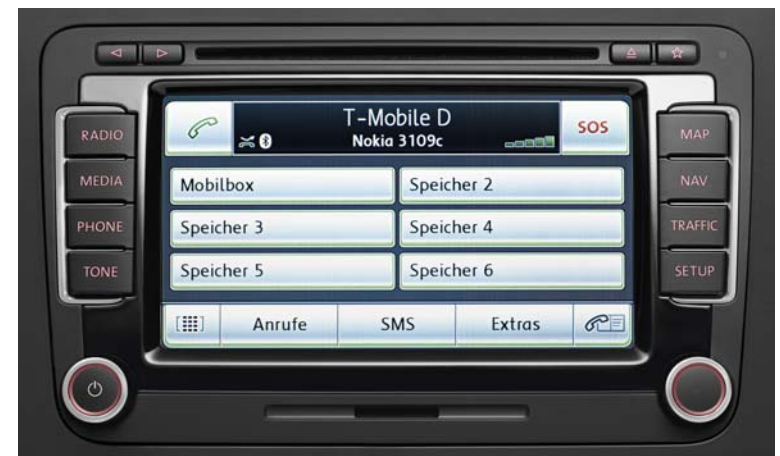 T-Mobile D
Nokia 3109c
SOS
RADIO
MAP
MEDIA
Mobilbox
Speicher 2
NAV
PHONE
Speicher 3
Speicher 4
TRAFFIC
TONE
Speicher 5
Speicher 6
SETUP
Anrufe
SMS
Extras